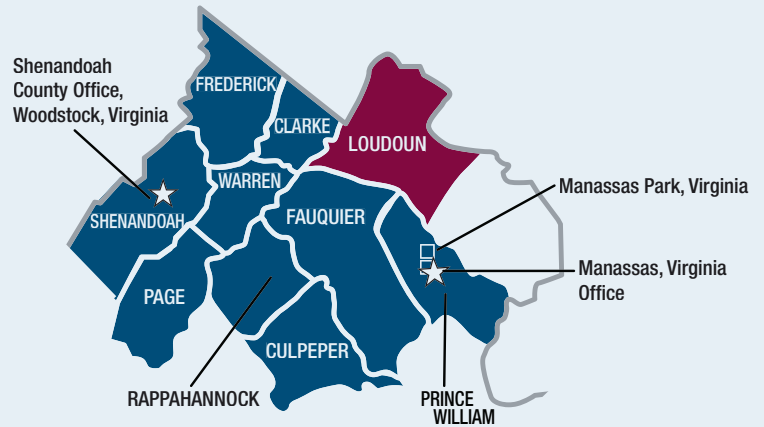 Shenandoah
County Office,
Woodstock, Virginia
FREDERICK
CLARKE
LOUDOUN
WARREN
Manassas Park, Virginia
SHENANDOAH
FAUQUIER
Manassas, Virginia
Office
PAGE
CULPEPER
RAPPAHANNOCK
PRINCE
WILLIAM